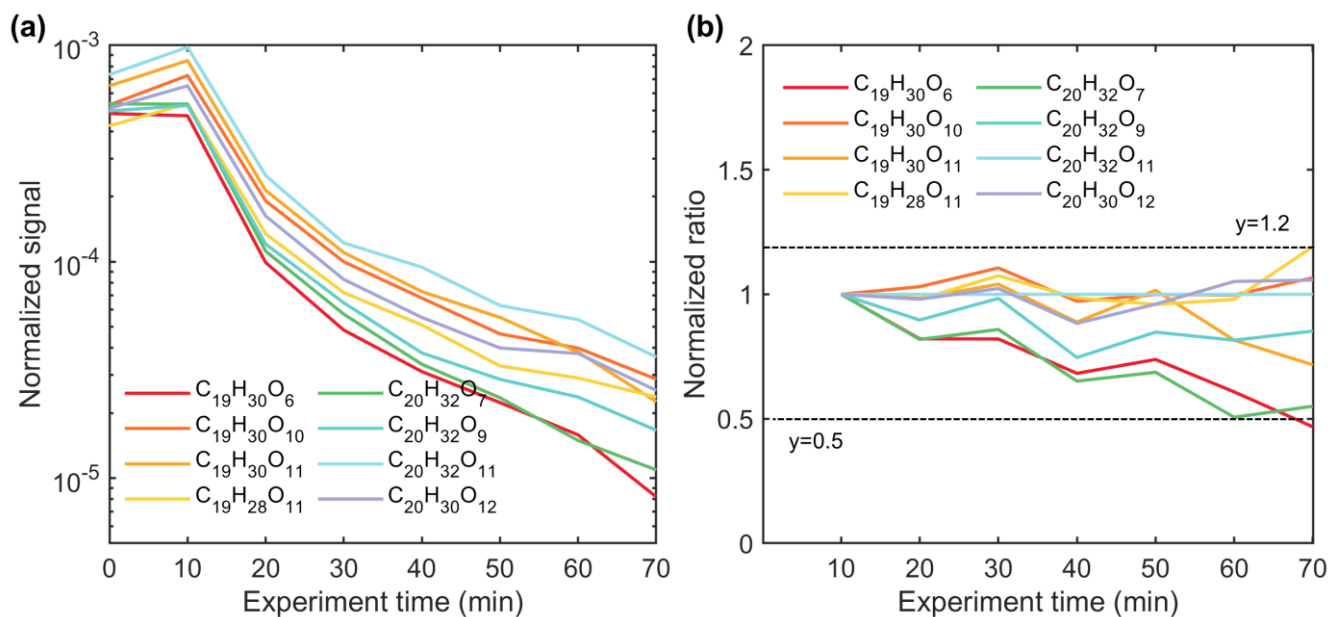 (a)
10⁻³
10⁻⁴
10⁻⁵
Normalized signal
C₁₉H₃₀O₆
C₁₉H₃₀O₁₀
C₁₉H₃₀O₁₁
C₁₉H₂₈O₁₁
C₂₀H₃₂O₇
C₂₀H₃₂O₉
C₂₀H₃₂O₁₁
C₂₀H₃₀O₁₂
0 10 20 30 40 50 60 70
Experiment time (min)
(b)
2
1.5
1
0.5
0
Normalized ratio
C₁₉H₃₀O₆
C₁₉H₃₀O₁₀
C₁₉H₃₀O₁₁
C₁₉H₂₈O₁₁
C₂₀H₃₂O₇
C₂₀H₃₂O₉
C₂₀H₃₂O₁₁
C₂₀H₃₀O₁₂
y=1.2
y=0.5
10 20 30 40 50 60 70
Experiment time (min)